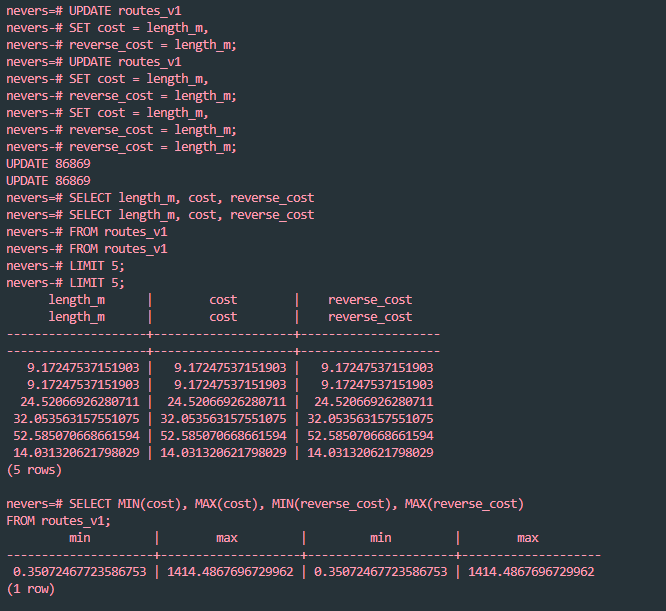 nevers=# UPDATE routes_v1
nevers-# SET cost = length_m,
nevers-# reverse_cost = length_m;
nevers=# UPDATE routes_v1
nevers-# SET cost = length_m,
nevers-# reverse_cost = length_m;
nevers-# SET cost = length_m,
nevers-# reverse_cost = length_m;
nevers-# reverse_cost = length_m;
UPDATE 86869
UPDATE 86869
nevers=# SELECT length_m, cost, reverse_cost
nevers=# SELECT length_m, cost, reverse_cost
nevers-# FROM routes_v1
nevers-# FROM routes_v1
nevers-# LIMIT 5;
nevers-# LIMIT 5;
      length_m      |        cost        |    reverse_cost
      length_m      |        cost        |    reverse_cost
--------------------+--------------------+--------------------
--------------------+--------------------+--------------------
   9.17247537151903 |   9.17247537151903 |   9.17247537151903
   9.17247537151903 |   9.17247537151903 |   9.17247537151903
  24.52066926280711 |  24.52066926280711 |  24.52066926280711
 32.053563157551075 | 32.053563157551075 | 32.053563157551075
 52.585070668661594 | 52.585070668661594 | 52.585070668661594
 14.031320621798029 | 14.031320621798029 | 14.031320621798029
(5 rows)

nevers=# SELECT MIN(cost), MAX(cost), MIN(reverse_cost), MAX(reverse_cost)
FROM routes_v1;
         min         |        max         |         min         |        max
---------------------+--------------------+---------------------+--------------------
 0.35072467723586753 | 1414.4867696729962 | 0.35072467723586753 | 1414.4867696729962
(1 row)